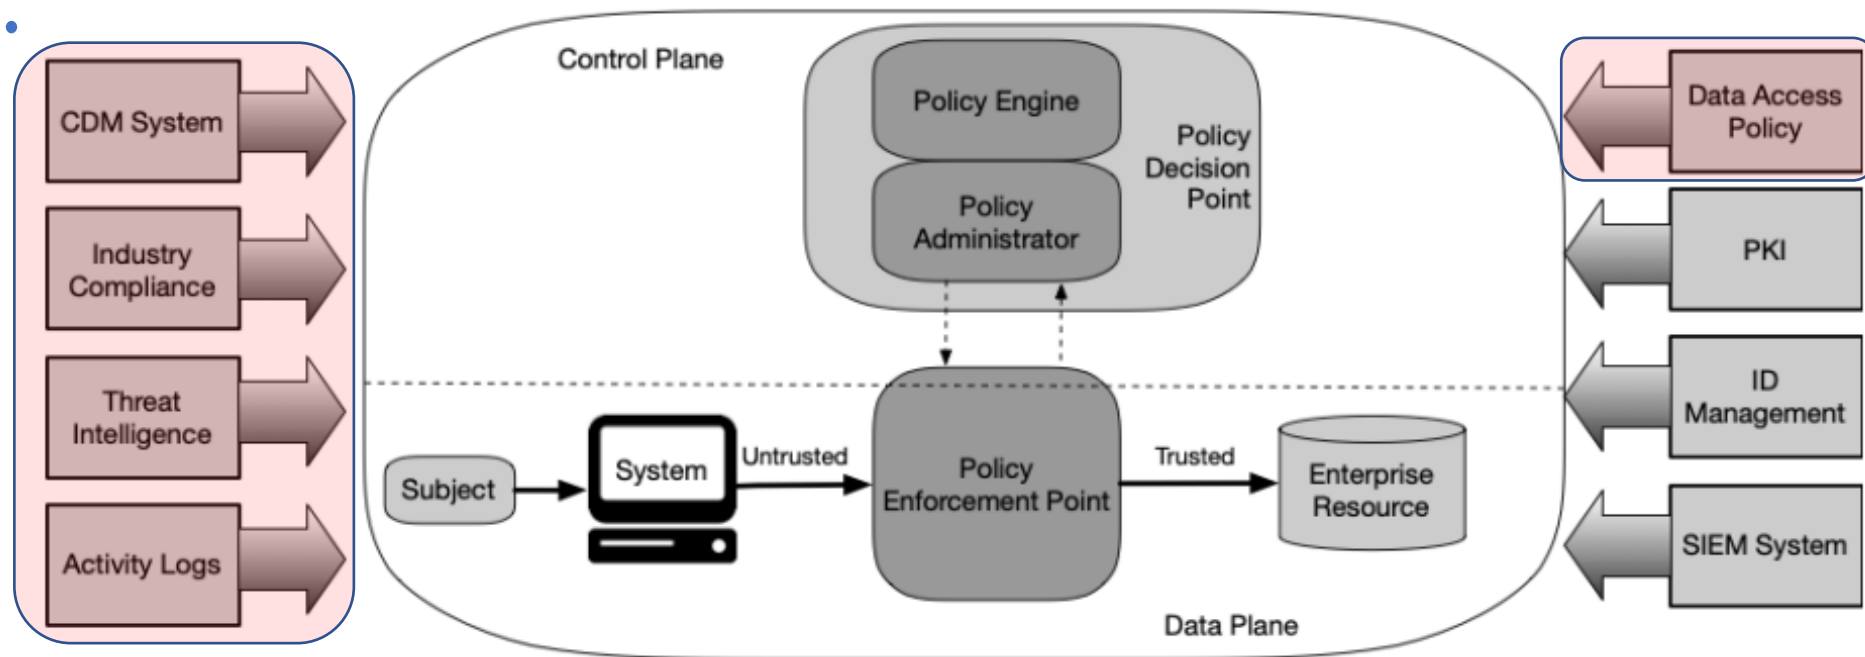 Control Plane
CDM System
Industry
Compliance
Threat
Intelligence
Activity Logs
Policy Engine
Policy
Administrator
Policy
Decision
Point
Subject
System
Untrusted
Policy
Enforcement Point
Trusted
Enterprise
Resource
Data Plane
Data Access
Policy
PKI
ID
Management
SIEM System